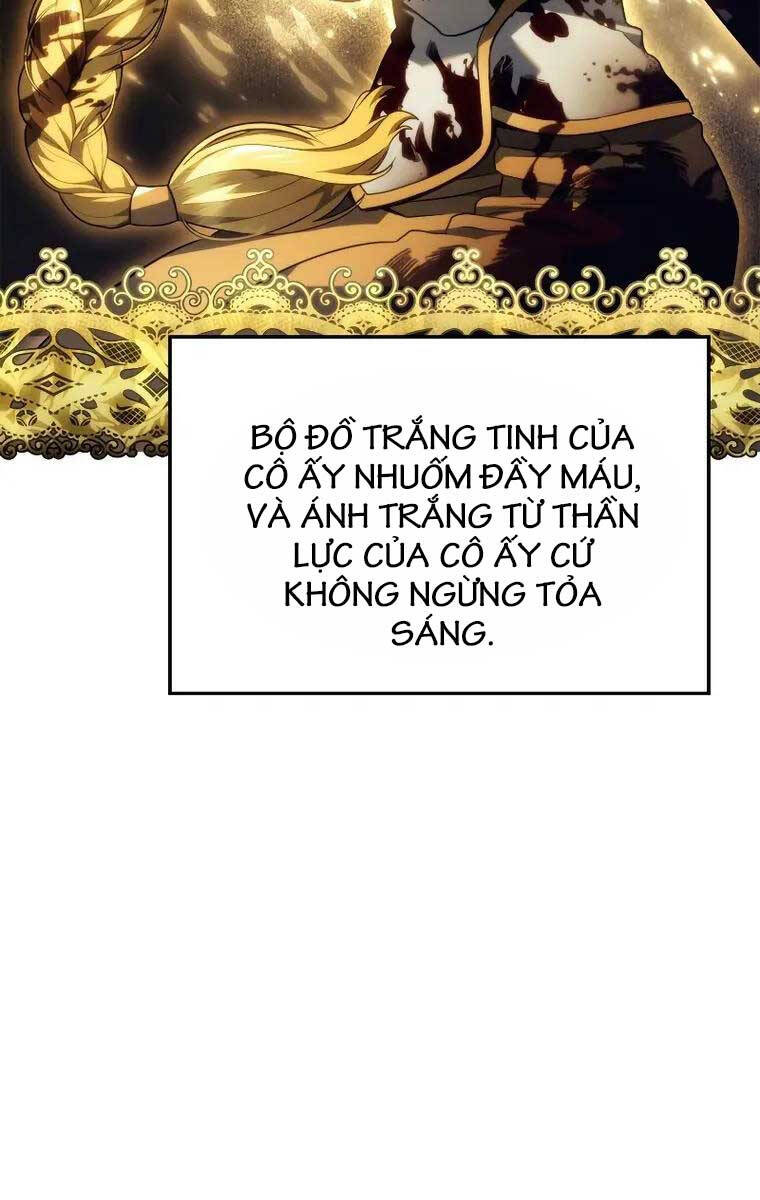 BỘ ĐỒ TRẮNG TINH CỦA
CÔ ẤY NHUỐM ĐẦY MÁU,
VÀ ÁNH TRẮNG TỪ THẦN
LỰC CỦA CÔ ẤY CỨ
KHÔNG NGỪNG TỎA
SÁNG.